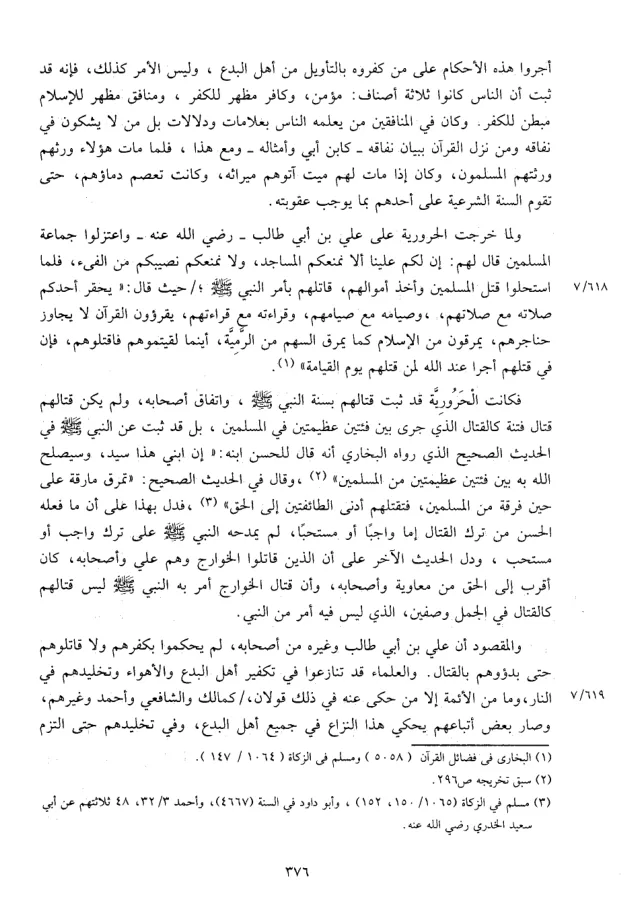 أجروا هذه الأحكام على من كفروه بالتأويل من أهل البدع ، وليس الأمر كذلك، فإنه قد
ثبت أن الناس كانوا ثلاثة أصناف: مؤمن، وكافر مظهر للكفر ، ومنافق مظهر للإسلام
مبطن للكفر. وكان في المنافقين من يعلمه الناس بعلامات ودلالات بل من لا يشكون في
نفاقه ومن نزل القرآن ببيان نفاقه ـ كابن أبي وأمثاله ـ ومع هذا ، فلما مات هؤلاء ورثهم
ورثتهم المسلمون، وكان إذا مات لهم ميت آتوهم ميراثه، وكانت تعصم دماؤهم، حتى
تقوم السنة الشرعية على أحدهم بما يوجب عقوبته.
ولما خرجت الحرورية على علي بن أبي طالب ـ رضي الله عنه ـ واعتزلوا جماعة
المسلمين قال لهم: إن لكم علينا ألا نمنعكم المساجد، ولا نمنعكم نصيبكم من الفىء، فلما
استحلوا قتل المسلمين وأخذ أموالهم، قاتلهم بأمر النبي ﷺ ؛/ حيث قال:« يحقر أحدكم
٧/٦١٨
صلاته مع صلاتهم، ،وصيامه مع صيامهم، وقراءته مع قراءتهم، يقرؤون القرآن لا يجاوز
حناجرهم، يمرقون من الإسلام كما يمرق السهم من الرَّمِيَّة، أينما لقيتموهم فاقتلوهم، فإن
في قتلهم أجرا عند الله لمن قتلهم يوم القيامة» (١).
فكانت الْحَرُورِيَّة قد ثبت قتالهم بسنة النبي ﷺ ، واتفاق أصحابه، ولم يكن قتالهم
قتال فتنة كالقتال الذي جرى بين فئتين عظيمتين في المسلمين ، بل قد ثبت عن النبي ﷺ في
الحديث الصحيح الذي رواه البخاري أنه قال للحسن ابنه:« إن ابني هذا سيد، وسيصلح
الله به بين فئتين عظيمتين من المسلمين» (٢) ،وقال في الحديث الصحيح: «تمرق مارقة على
حين فرقة من المسلمين، فتقتلهم أدنى الطائفتين إلى الحق» (٣) ،فدل بهذا على أن ما فعله
الحسن من ترك القتال إما واجبًا أو مستحبًا، لم يمدحه النبي ﷺ على ترك واجب أو
مستحب ، ودل الحديث الآخر على أن الذين قاتلوا الخوارج وهم علي وأصحابه، كان
أقرب إلى الحق من معاوية وأصحابه، وأن قتال الخوارج أمر به النبي ﷺ ليس قتالهم
كالقتال في الجمل وصفين، الذي ليس فيه أمر من النبي.
والمقصود أن علي بن أبي طالب وغيره من أصحابه، لم يحكموا بكفرهم ولا قاتلوهم
حتى بدؤوهم بالقتال. والعلماء قد تنازعوا في تكفير أهل البدع والأهواء وتخليدهم في
النار،وما من الأئمة إلا من حكى عنه في ذلك قولان،/كمالك والشافعي وأحمد وغيرهم،
٧/٦١٩
وصار بعض أتباعهم يحكي هذا النزاع في جميع أهل البدع، وفي تخليدهم حتى التزم
(١) البخارى فى فضائل القرآن ( ٥٠٥٨ ) ومسلم فى الزكاة ( ١٠٦٤ / ١٤٧ ).
(٢) سبق تخريجه ص٢٩٦.
(٣) مسلم في الزكاة (١٠٦٥/ ١٥٠، ١٥٢) ، وأبو داود في السنة (٤٦٦٧)، وأحمد ٣/ ٣٢، ٤٨ ثلاثتهم عن أبي
سعيد الخدري رضي الله عنه.
٣٧٦